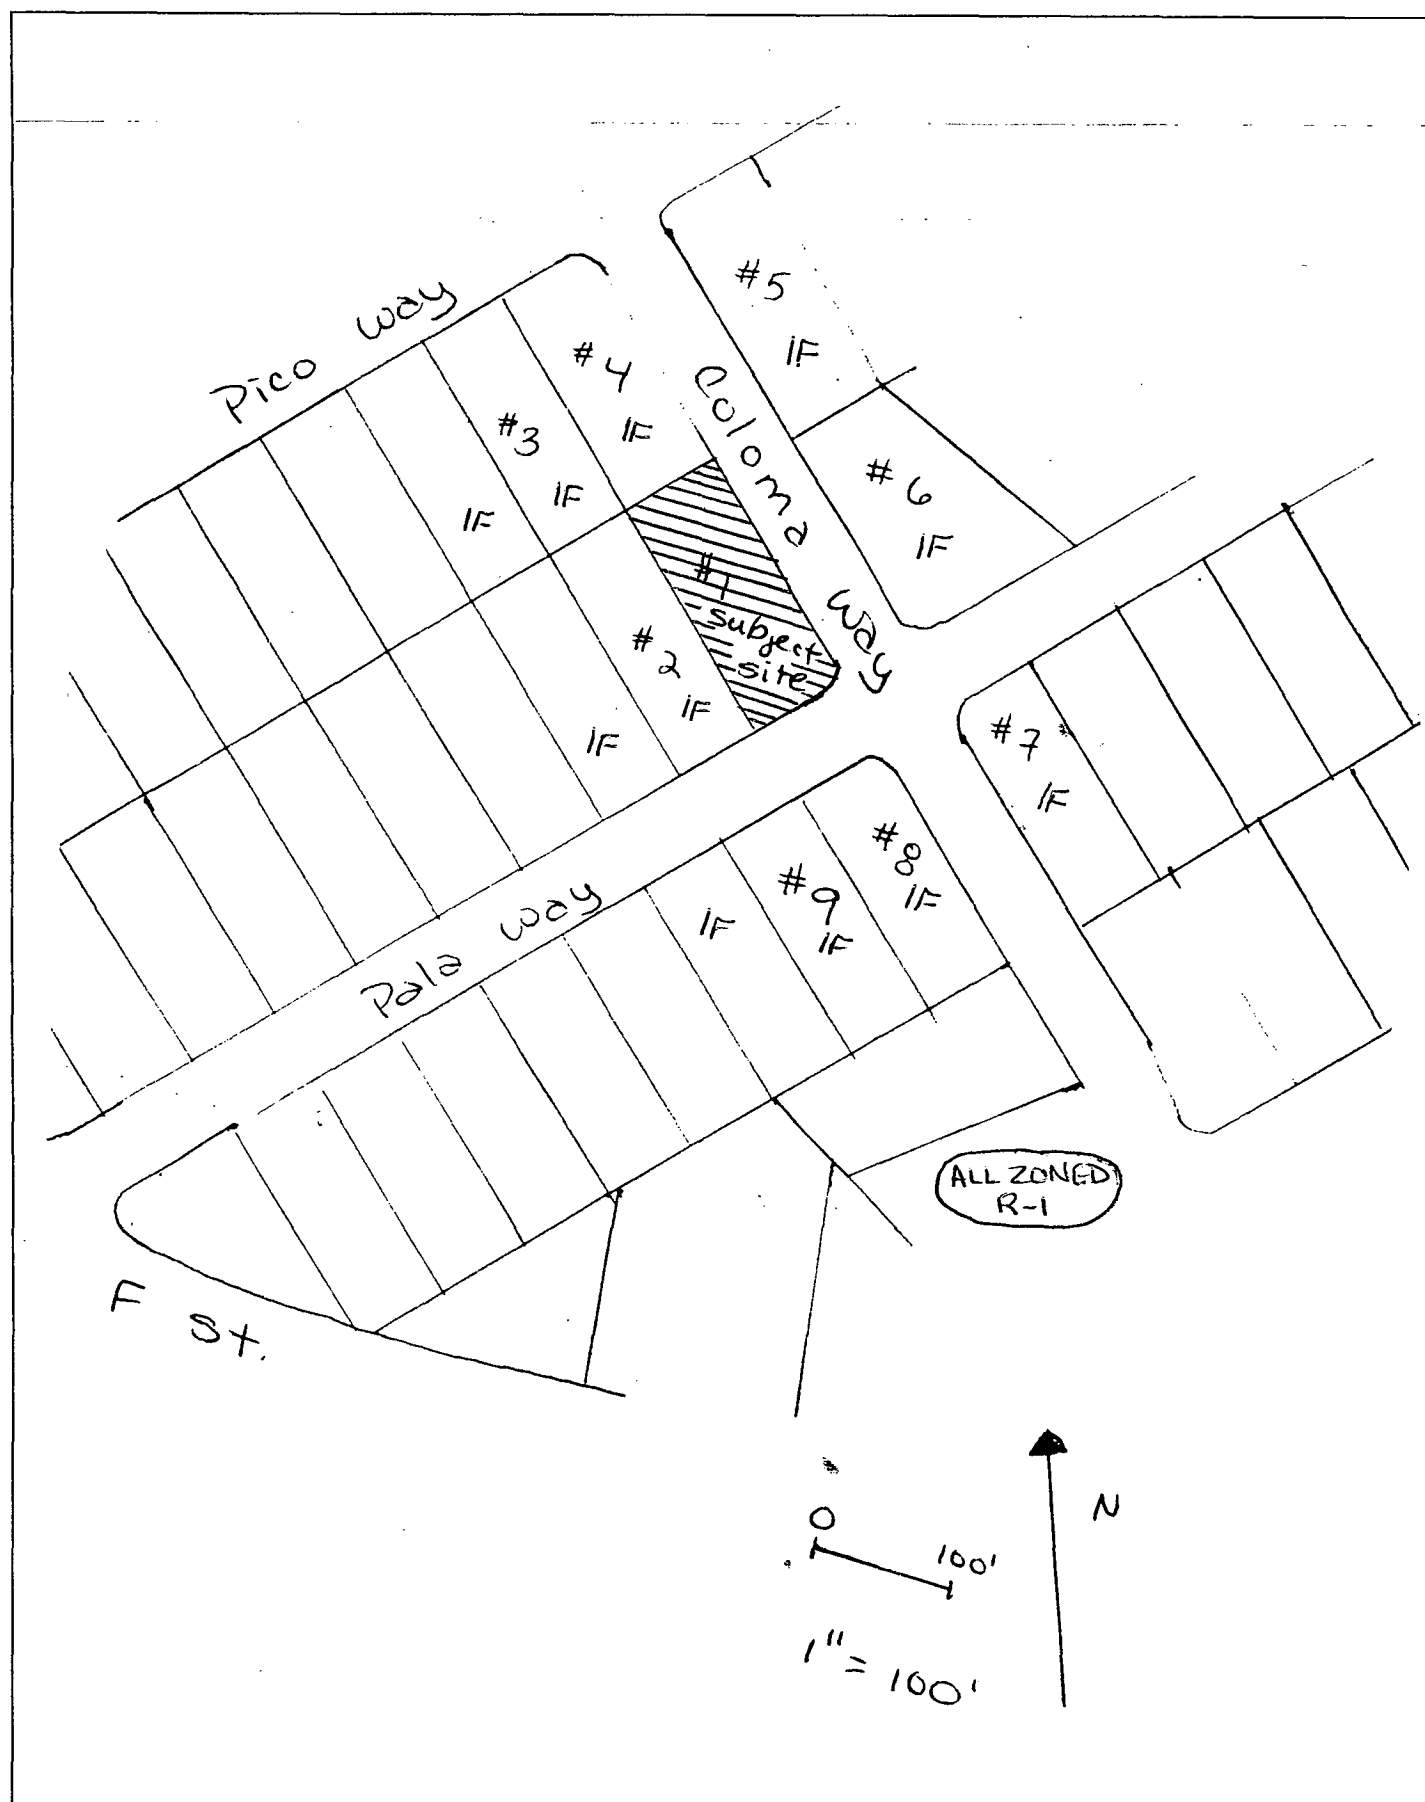 #5
IF
Pico Way
#4
IF
Coloma Way
#3
IF
IF
#6
IF
#1
subject
site
#2
IF
IF
#7
IF
#8
IF
#9
IF
IF
Pala Way
ALL ZONED
R-1
F St.
N
0
100'
1" = 100'